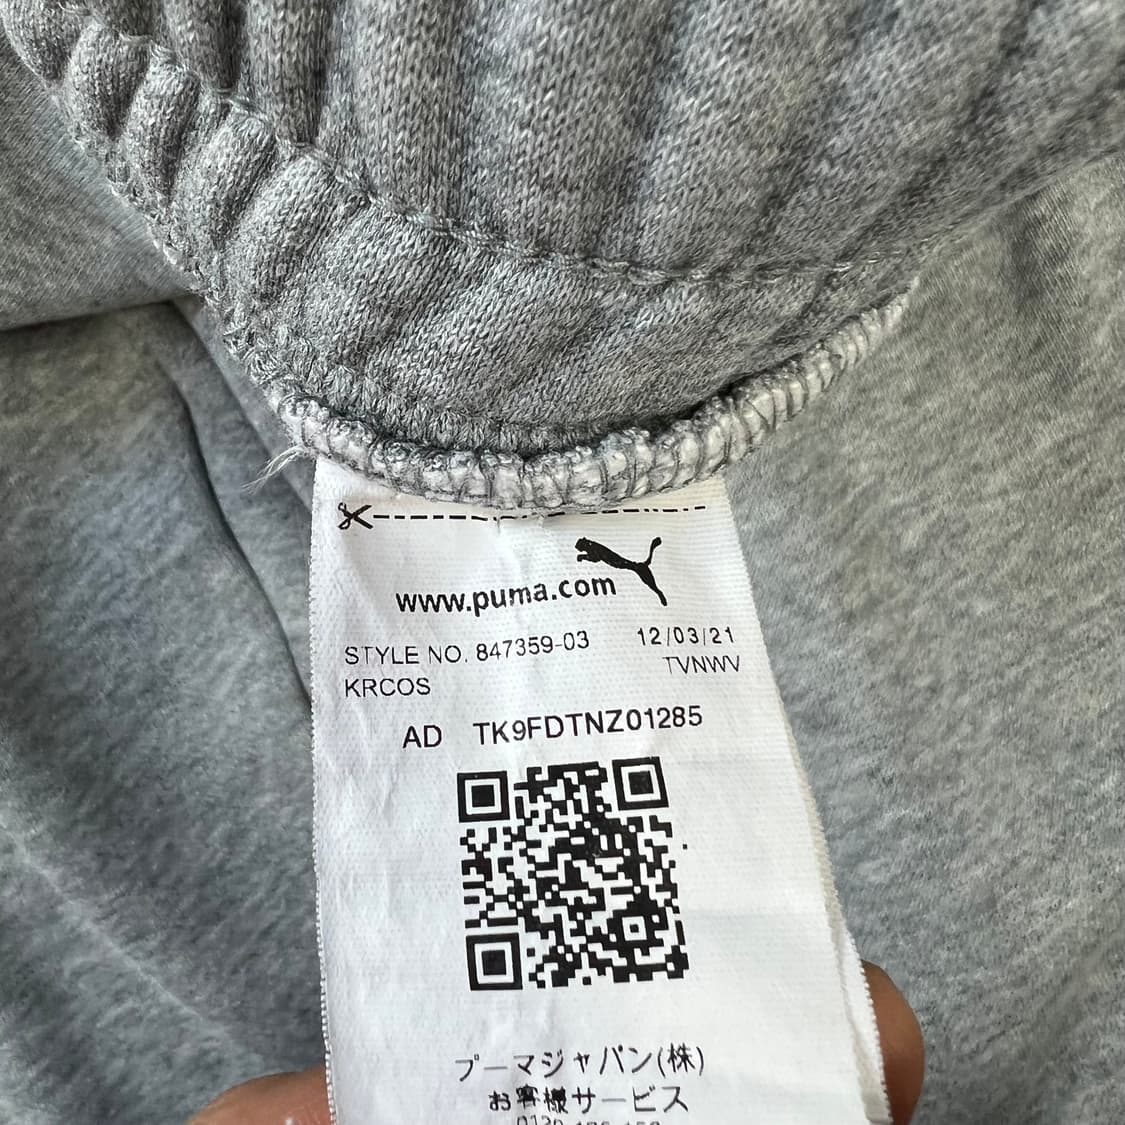 www.puma.com
STYLE NO. 847359-03 12/03/21
KRCOS TVNWV
AD TK9FDTNZ01285
プーマジャパン(株)
お客様サービス